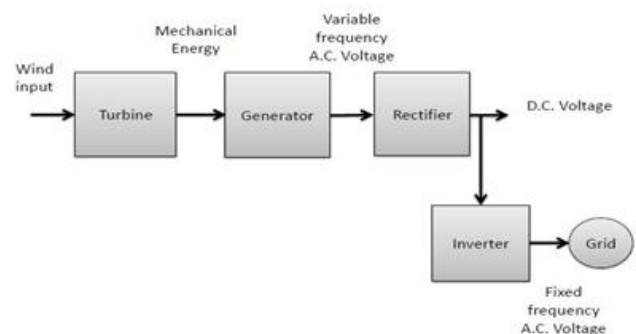 Wind
input
Turbine
Mechanical
Energy
Generator
Variable
frequency
A.C. Voltage
Rectifier
D.C. Voltage
Inverter
Grid
Fixed
frequency
A.C. Voltage